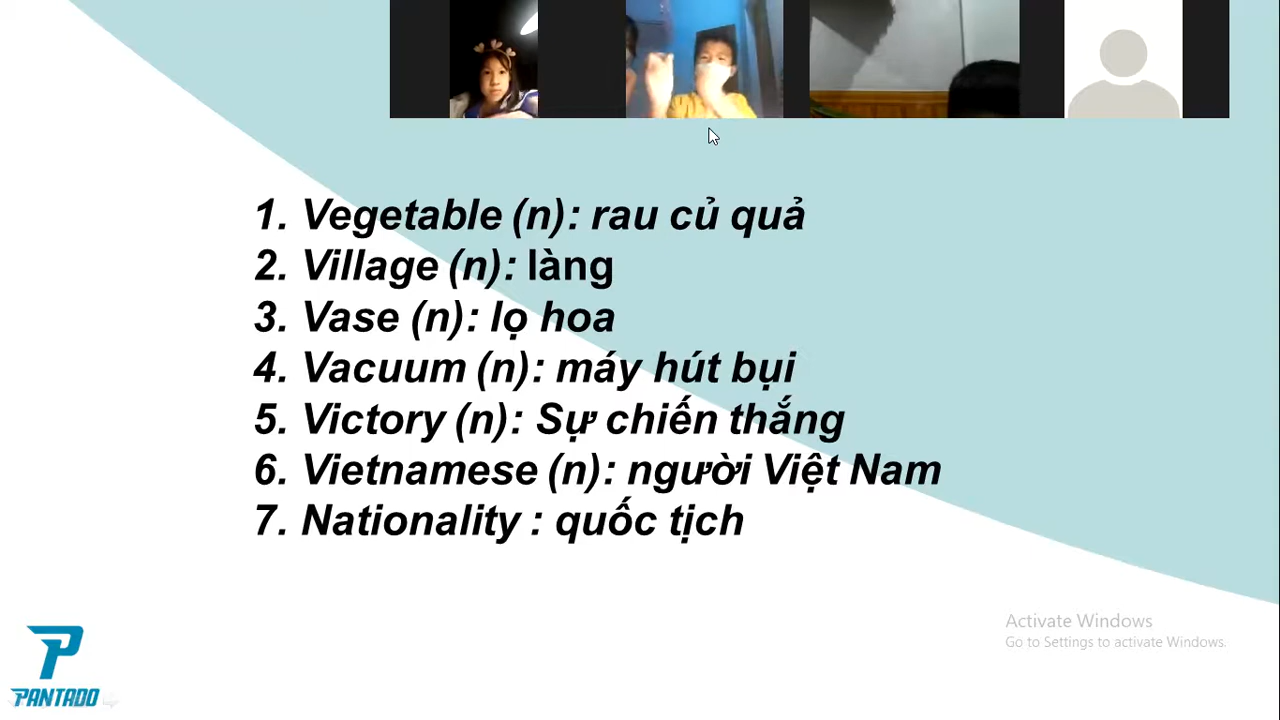 1. Vegetable (n): rau củ quả
2. Village (n): làng
3. Vase (n): lọ hoa
4. Vacuum (n): máy hút bụi
5. Victory (n): Sự chiến thắng
6. Vietnamese (n): người Việt Nam
7. Nationality : quốc tịch
Activate Windows
Go to Settings to activate Windows.
PANTADO